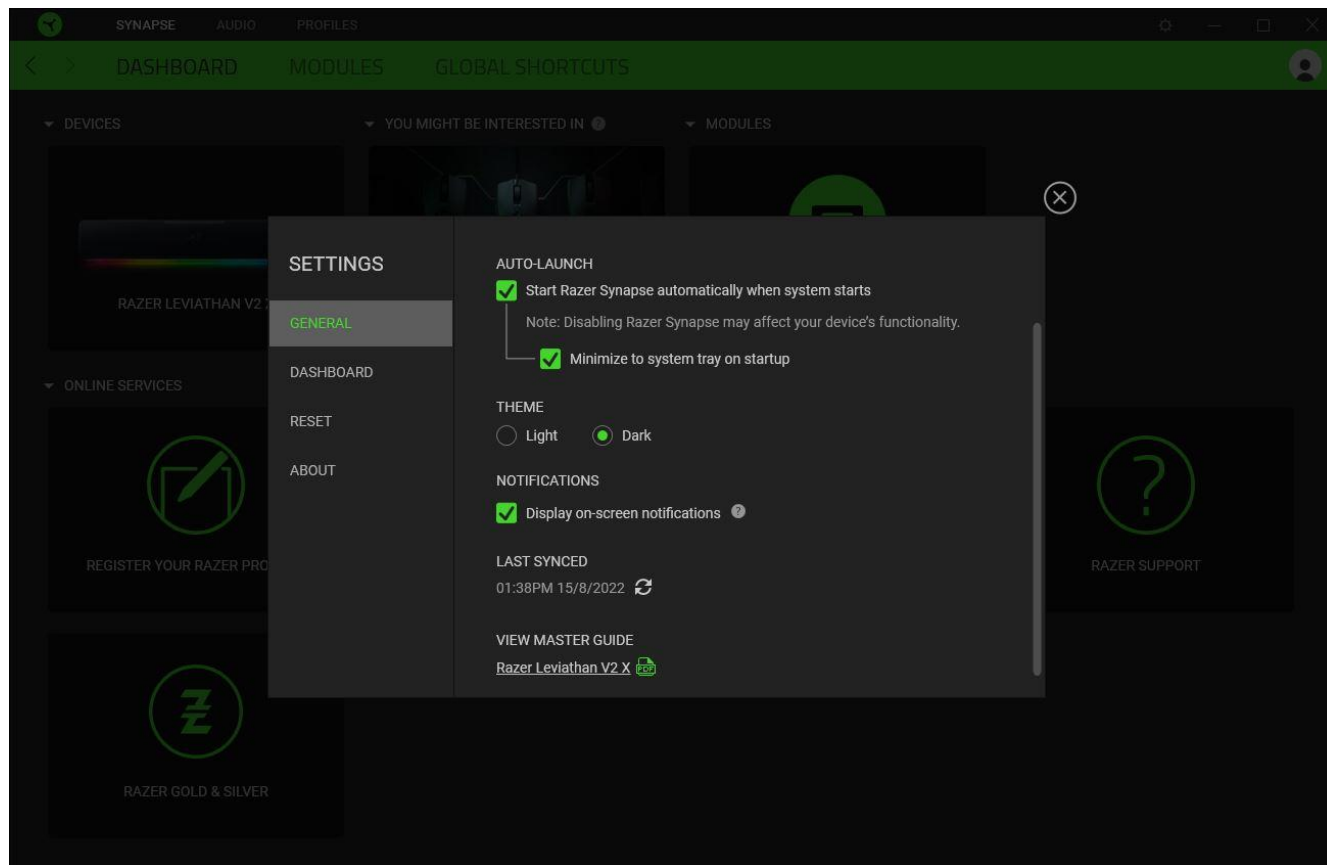 SYNAPSE
AUDIO
PROFILES
DASHBOARD
MODULES
GLOBAL SHORTCUTS
DEVICES
YOU MIGHT BE INTERESTED IN
MODULES
RAZER LEVIATHAN V2
ONLINE SERVICES
REGISTER YOUR RAZER PRO
RAZER GOLD & SILVER
RAZER SUPPORT
SETTINGS
GENERAL
DASHBOARD
RESET
ABOUT
AUTO-LAUNCH
Start Razer Synapse automatically when system starts
Note: Disabling Razer Synapse may affect your device’s functionality.
Minimize to system tray on startup
THEME
Light
Dark
NOTIFICATIONS
Display on-screen notifications
LAST SYNCED
01:38PM 15/8/2022
VIEW MASTER GUIDE
Razer Leviathan V2 X
PDF